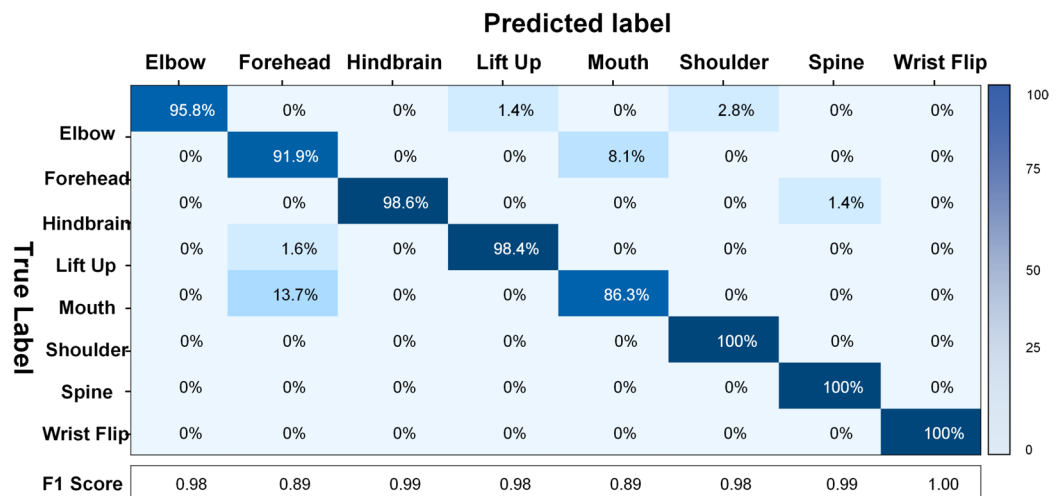 Predicted label
Elbow Forehead Hindbrain Lift Up Mouth Shoulder Spine Wrist Flip
True Label
Elbow 95.8% 0% 0% 1.4% 0% 2.8% 0% 0%
Forehead 0% 91.9% 0% 0% 8.1% 0% 0% 0%
Hindbrain 0% 0% 98.6% 0% 0% 0% 1.4% 0%
Lift Up 0% 1.6% 0% 98.4% 0% 0% 0% 0%
Mouth 0% 13.7% 0% 0% 86.3% 0% 0% 0%
Shoulder 0% 0% 0% 0% 0% 100% 0% 0%
Spine 0% 0% 0% 0% 0% 0% 100% 0%
Wrist Flip 0% 0% 0% 0% 0% 0% 0% 100%
F1 Score 0.98 0.89 0.99 0.98 0.89 0.98 0.99 1.00
100
75
50
25
0